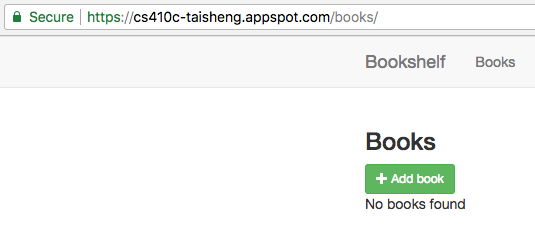 Secure https://cs410c-taisheng.appspot.com/books/
Bookshelf Books
Books
+ Add book
No books found